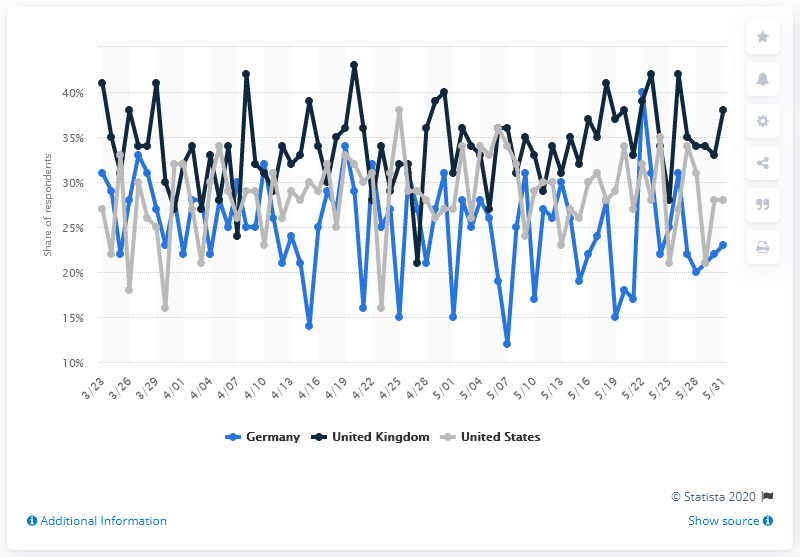 40%
35%
30%
25%
20%
15%
10%
Share of respondents
3/23 3/26 3/29 4/01 4/04 4/07 4/10 4/13 4/16 4/19 4/22 4/25 4/28 5/01 5/04 5/07 5/10 5/13 5/16 5/19 5/22 5/25 5/28 5/31
Germany United Kingdom United States
© Statista 2020
Additional Information Show source